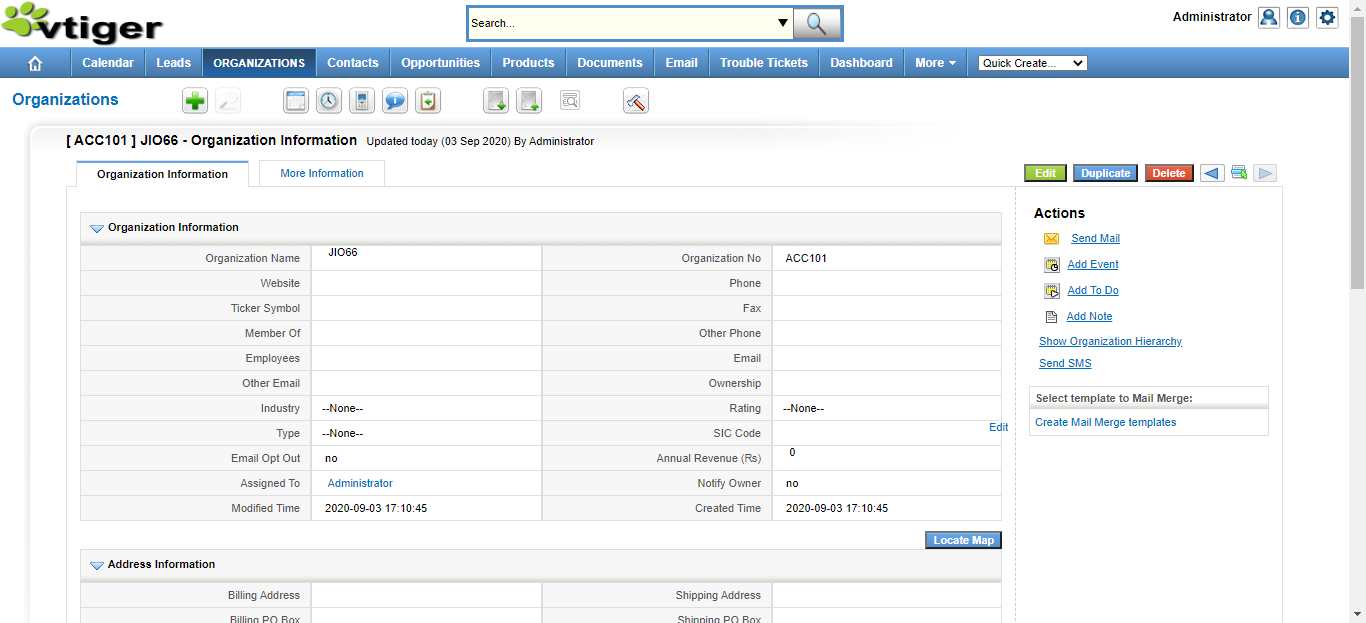 vtiger
Search...
Administrator
Calendar Leads ORGANIZATIONS Contacts Opportunities Products Documents Email Trouble Tickets Dashboard More Quick Create...
Organizations
[ ACC101 ] JIO66 - Organization Information Updated today (03 Sep 2020) By Administrator
Organization Information More Information
Edit Duplicate Delete
Organization Information
Organization Name JIO66 Organization No ACC101
Website Phone
Ticker Symbol Fax
Member Of Other Phone
Employees Email
Other Email Ownership
Industry --None-- Rating --None--
Type --None-- SIC Code Edit
Email Opt Out no Annual Revenue (Rs) 0
Assigned To Administrator Notify Owner no
Modified Time 2020-09-03 17:10:45 Created Time 2020-09-03 17:10:45
Locate Map
Address Information
Billing Address Shipping Address
Billing PO Box Shipping PO Box
Actions
Send Mail
Add Event
Add To Do
Add Note
Show Organization Hierarchy
Send SMS
Select template to Mail Merge:
Create Mail Merge templates